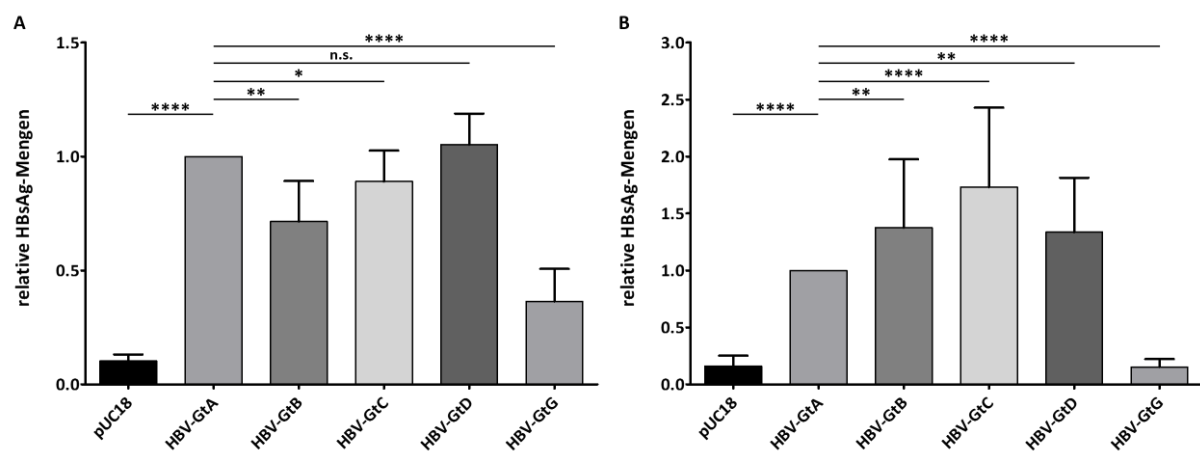 A
relative HBsAg-Mengen
1.5
1.0
0.5
0.0
****
n.s.
*
**
****
pUC18
HBV-GtA
HBV-GtB
HBV-GtC
HBV-GtD
HBV-GtG
B
relative HBsAg-Mengen
3.0
2.5
2.0
1.5
1.0
0.5
0.0
****
**
****
**
****
pUC18
HBV-GtA
HBV-GtB
HBV-GtC
HBV-GtD
HBV-GtG